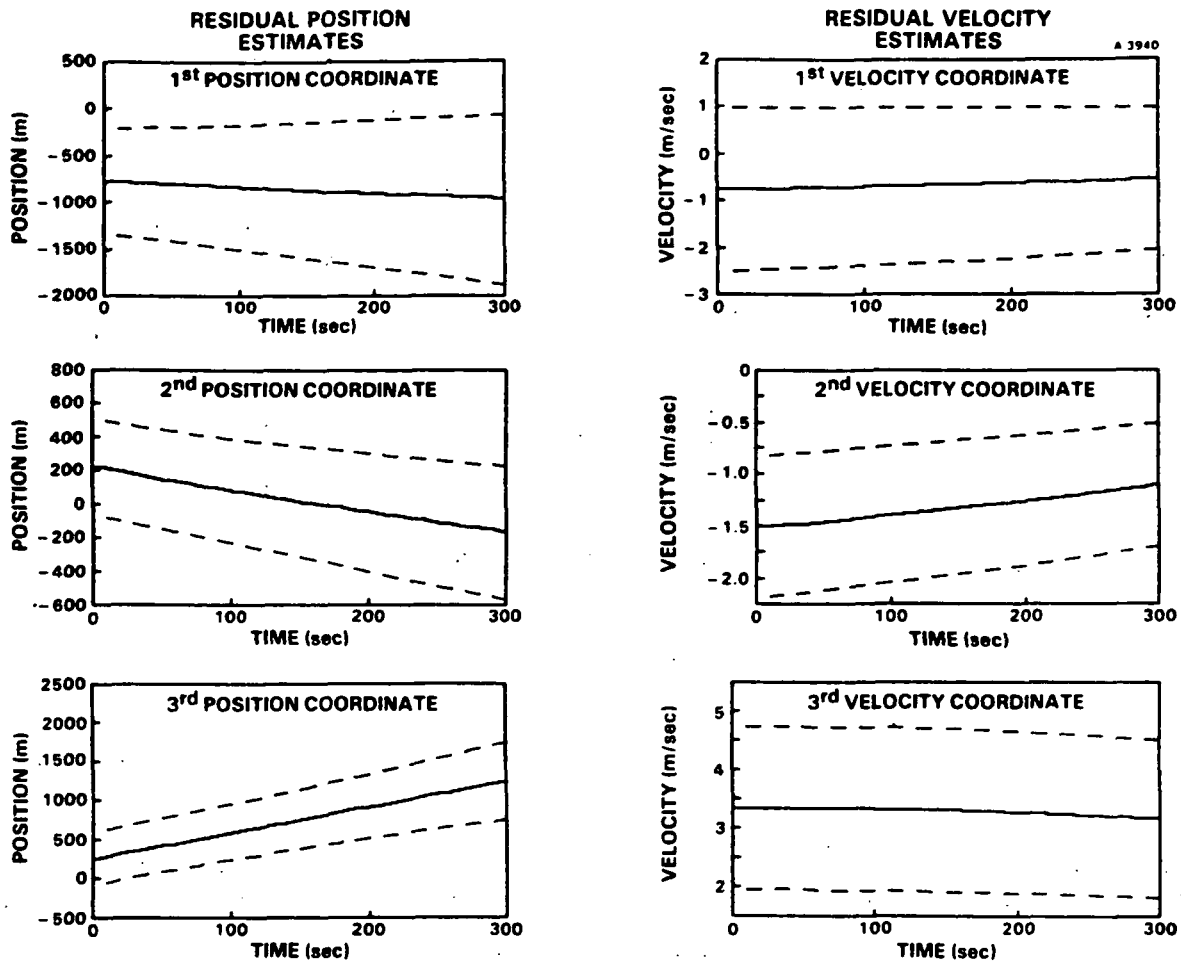 RESIDUAL POSITION
ESTIMATES
1st POSITION COORDINATE
POSITION (m)
500
0
-500
-1000
-1500
-2000
0 100 200 300
TIME (sec)
RESIDUAL VELOCITY
ESTIMATES
A 3940
1st VELOCITY COORDINATE
VELOCITY (m/sec)
2
1
0
-1
-2
-3
0 100 200 300
TIME (sec)
2nd POSITION COORDINATE
POSITION (m)
800
600
400
200
0
-200
-400
-600
0 100 200 300
TIME (sec)
2nd VELOCITY COORDINATE
VELOCITY (m/sec)
0
-0.5
-1.0
-1.5
-2.0
0 100 200 300
TIME (sec)
3rd POSITION COORDINATE
POSITION (m)
2500
2000
1500
1000
500
0
-500
0 100 200 300
TIME (sec)
3rd VELOCITY COORDINATE
VELOCITY (m/sec)
5
4
3
2
0 100 200 300
TIME (sec)